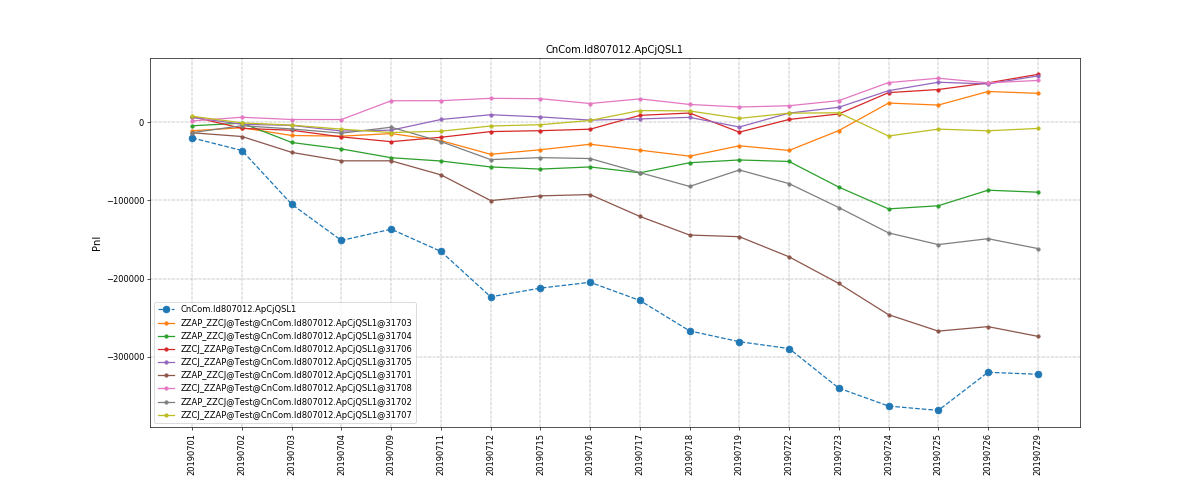 CnCom.Id807012.ApCjQSL1
Pnl
0
−100000
−200000
−300000
CnCom.Id807012.ApCjQSL1
ZZAP_ZZCJ@Test@CnCom.Id807012.ApCjQSL1@31703
ZZAP_ZZCJ@Test@CnCom.Id807012.ApCjQSL1@31704
ZZCJ_ZZAP@Test@CnCom.Id807012.ApCjQSL1@31706
ZZCJ_ZZAP@Test@CnCom.Id807012.ApCjQSL1@31705
ZZAP_ZZCJ@Test@CnCom.Id807012.ApCjQSL1@31701
ZZCJ_ZZAP@Test@CnCom.Id807012.ApCjQSL1@31708
ZZAP_ZZCJ@Test@CnCom.Id807012.ApCjQSL1@31702
ZZCJ_ZZAP@Test@CnCom.Id807012.ApCjQSL1@31707
20190701
20190702
20190703
20190704
20190709
20190711
20190712
20190715
20190716
20190717
20190718
20190719
20190722
20190723
20190724
20190725
20190726
20190729